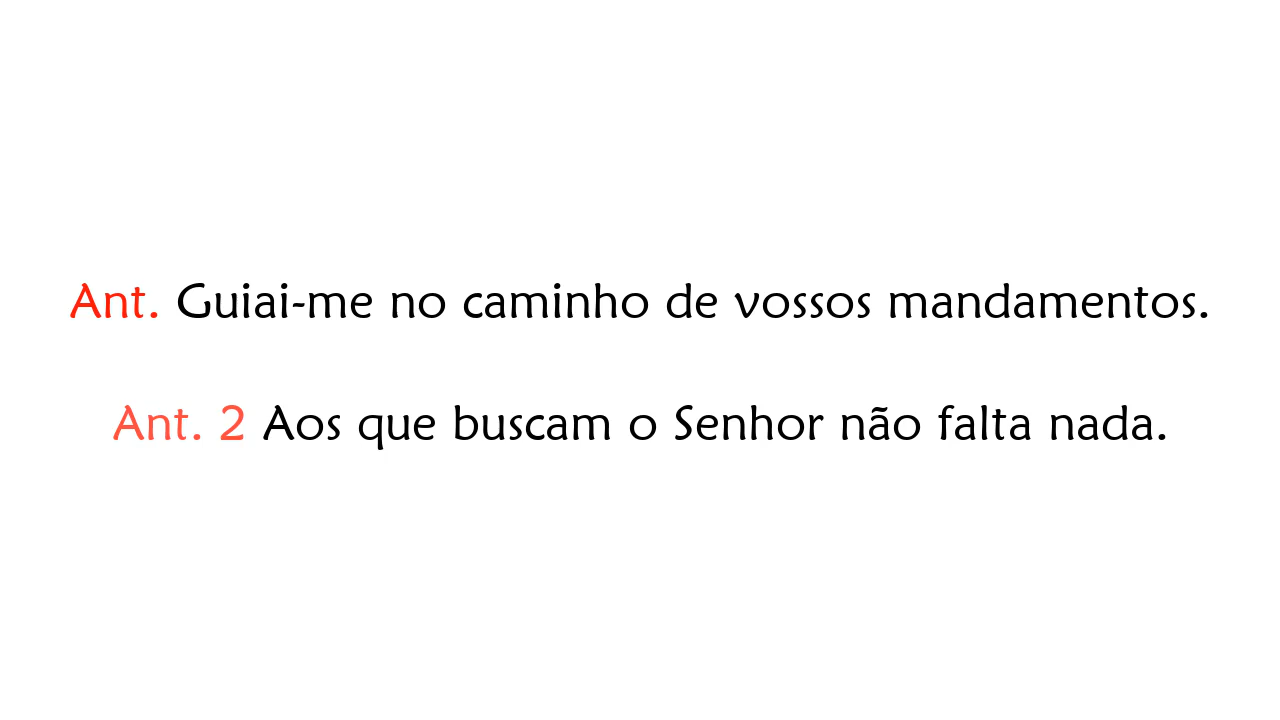 Ant. Guiai-me no caminho de vossos mandamentos.
Ant. 2 Aos que buscam o Senhor não falta nada.